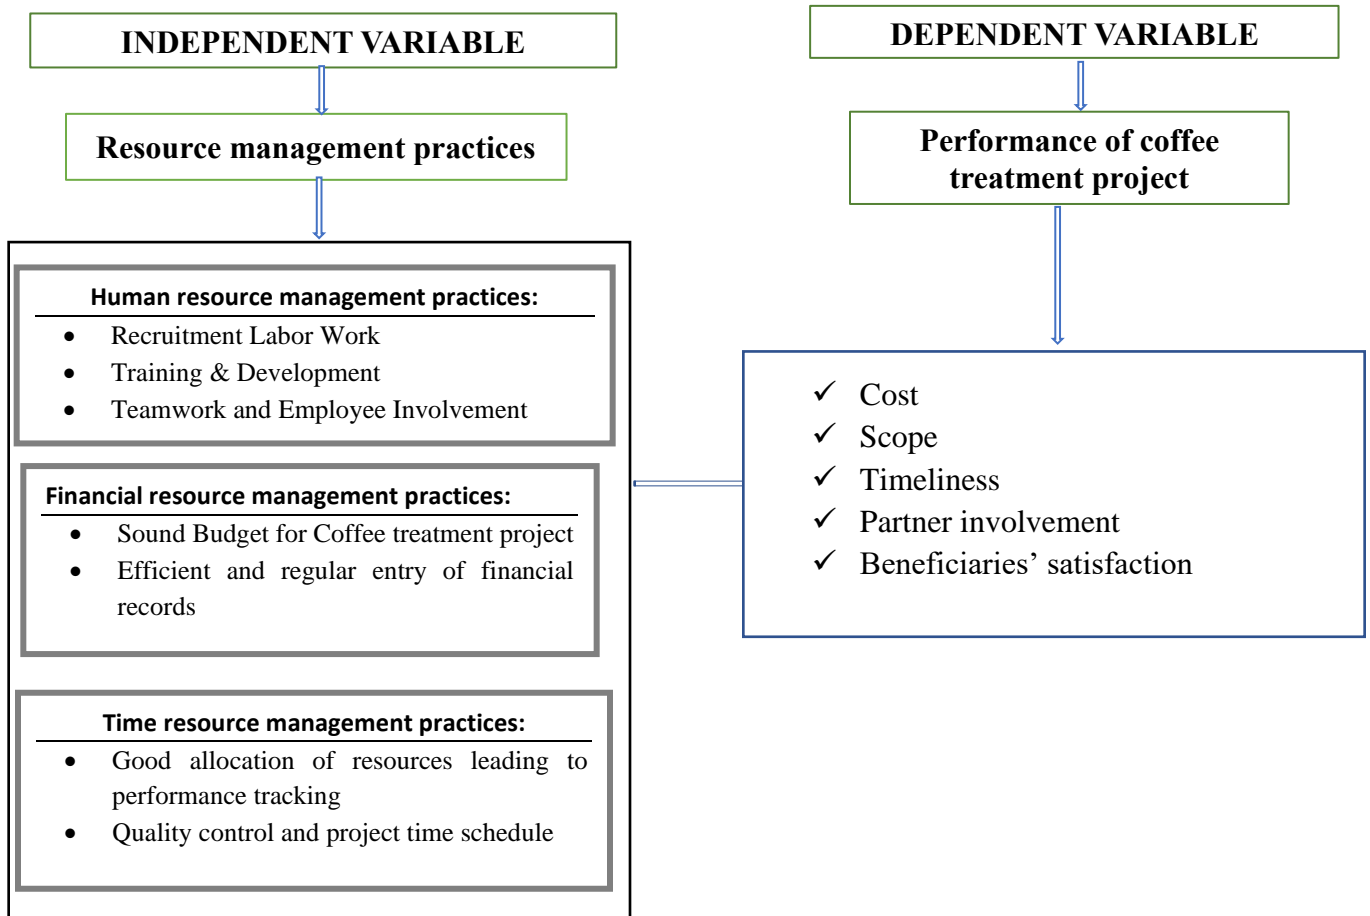 INDEPENDENT VARIABLE
Resource management practices
Human resource management practices:
• Recruitment Labor Work
• Training & Development
• Teamwork and Employee Involvement
Financial resource management practices:
• Sound Budget for Coffee treatment project
• Efficient and regular entry of financial
records
Time resource management practices:
• Good allocation of resources leading to
performance tracking
• Quality control and project time schedule
DEPENDENT VARIABLE
Performance of coffee
treatment project
✓ Cost
✓ Scope
✓ Timeliness
✓ Partner involvement
✓ Beneficiaries’ satisfaction